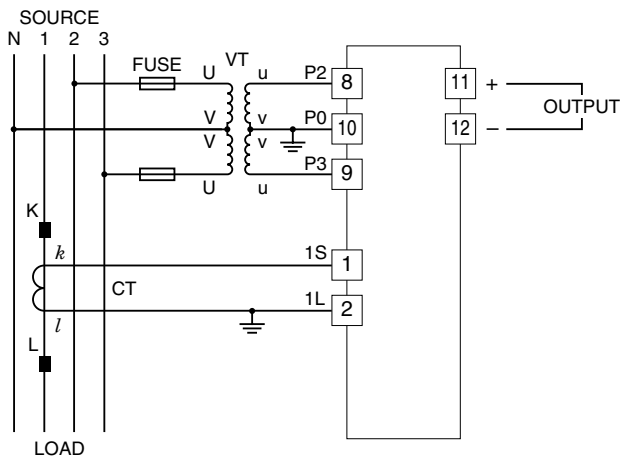 SOURCE
N 1 2 3
FUSE
VT
U u P2 8 11 +
OUTPUT
V v P0 10 12 −
V v
U u P3 9
K
k 1S 1
CT
l 1L 2
L
LOAD